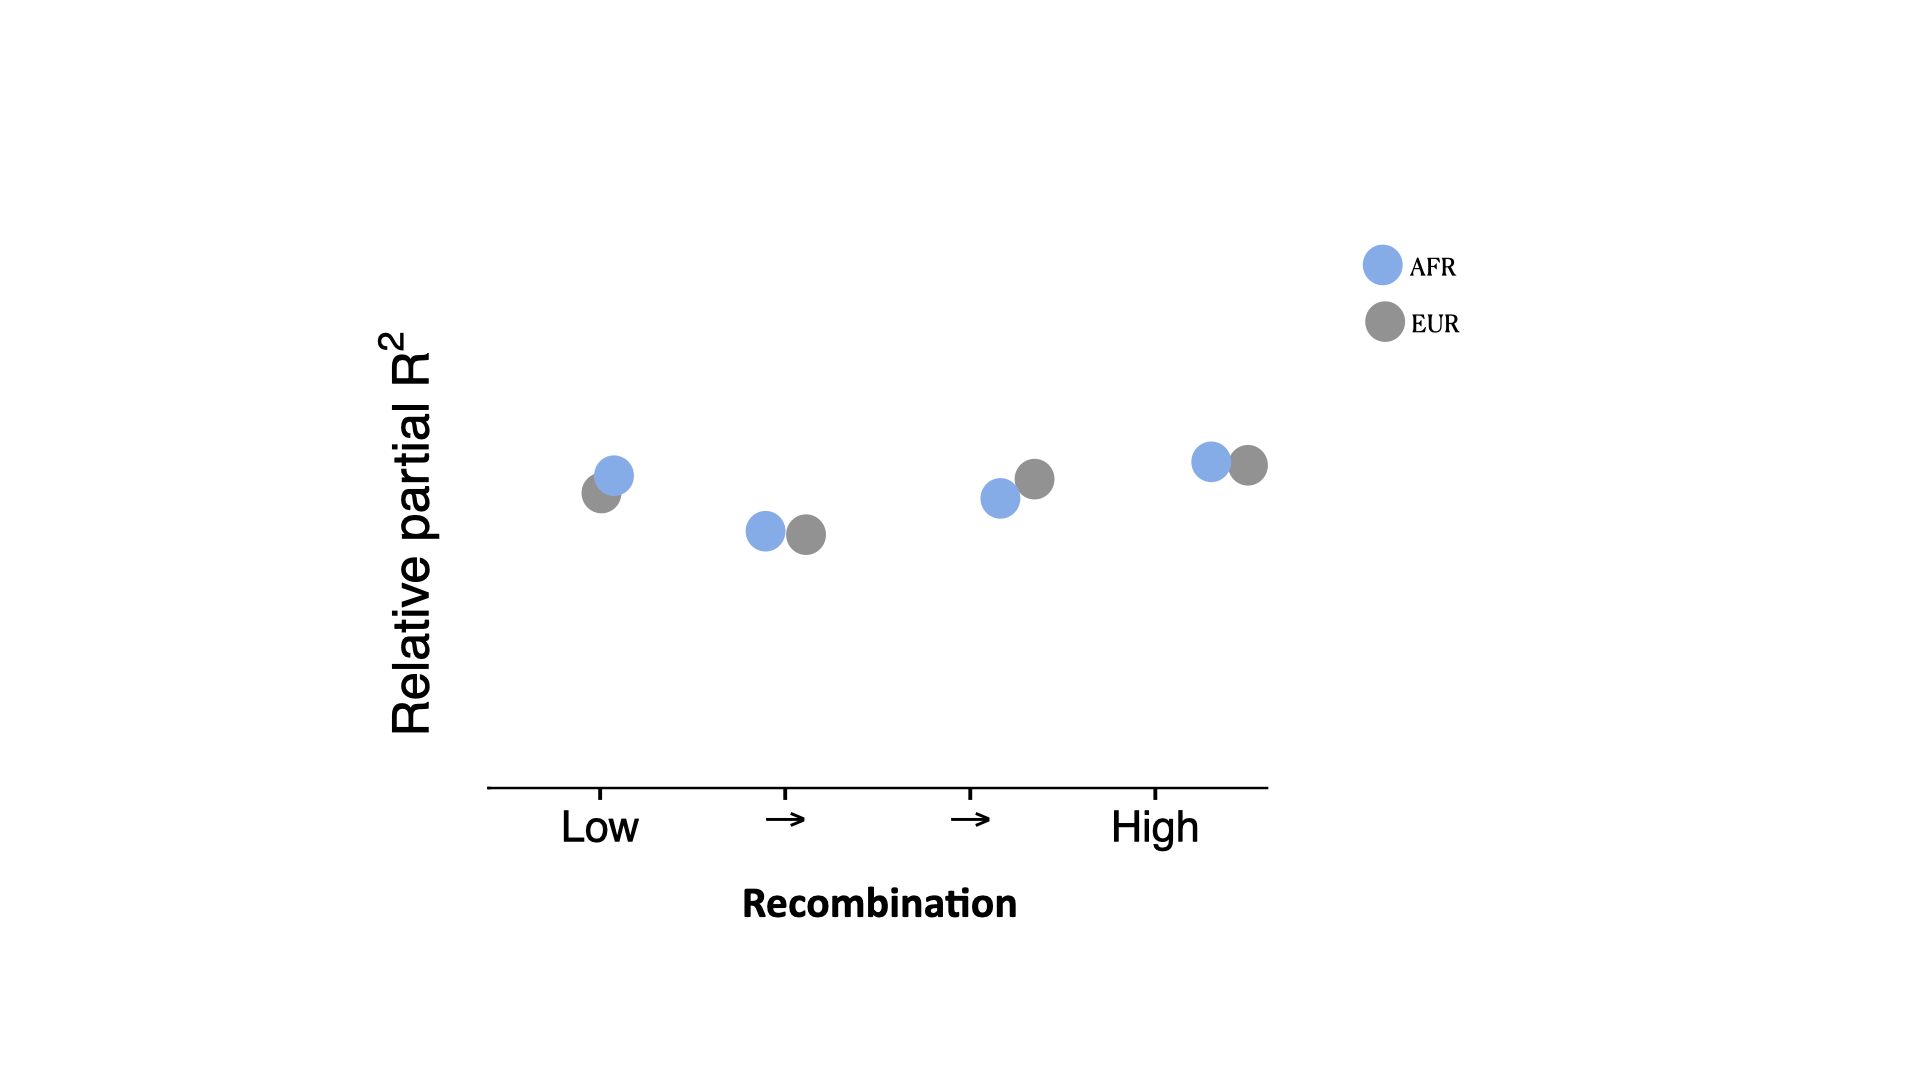 AFR
EUR
Relative partial R²
Low → → High
Recombination